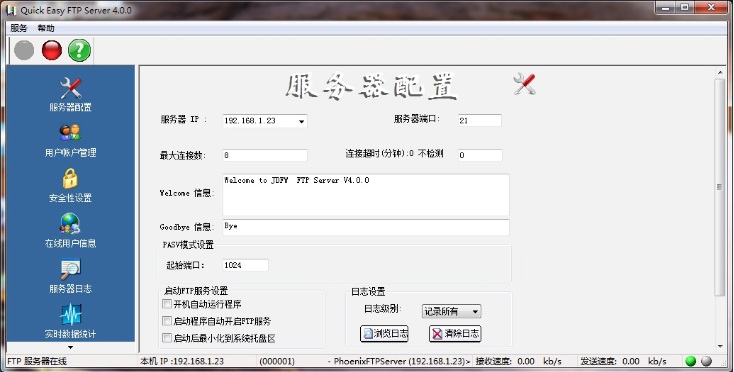 Quick Easy FTP Server 4.0.0
服务 帮助
服务器配置
用户帐户管理
安全性设置
在线用户信息
服务器日志
实时数据统计
服务器配置
服务器 IP : 192.168.1.23 服务器端口: 21
最大连接数: 8 连接超时(分钟):0 不检测 0
Welcome 信息: Welcome to JDFW FTP Server V4.0.0
Goodbye 信息: Bye
PASV模式设置
起始端口: 1024
启动FTP服务设置
开机自动运行程序
启动程序自动开启FTP服务
启动后最小化到系统托盘区
日志设置
日志级别: 记录所有
浏览日志 清除日志
FTP 服务器在线 本机 IP :192.168.1.23 (000001) - PhoenixFTPServer (192.168.1.23)> 接收速度: 0.00 kb/s 发送速度: 0.00 kb/s